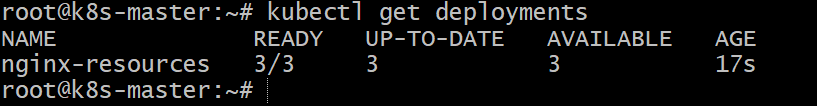 root@k8s-master:~# kubectl get deployments
NAME READY UP-TO-DATE AVAILABLE AGE
nginx-resources 3/3 3 3 17s
root@k8s-master:~#